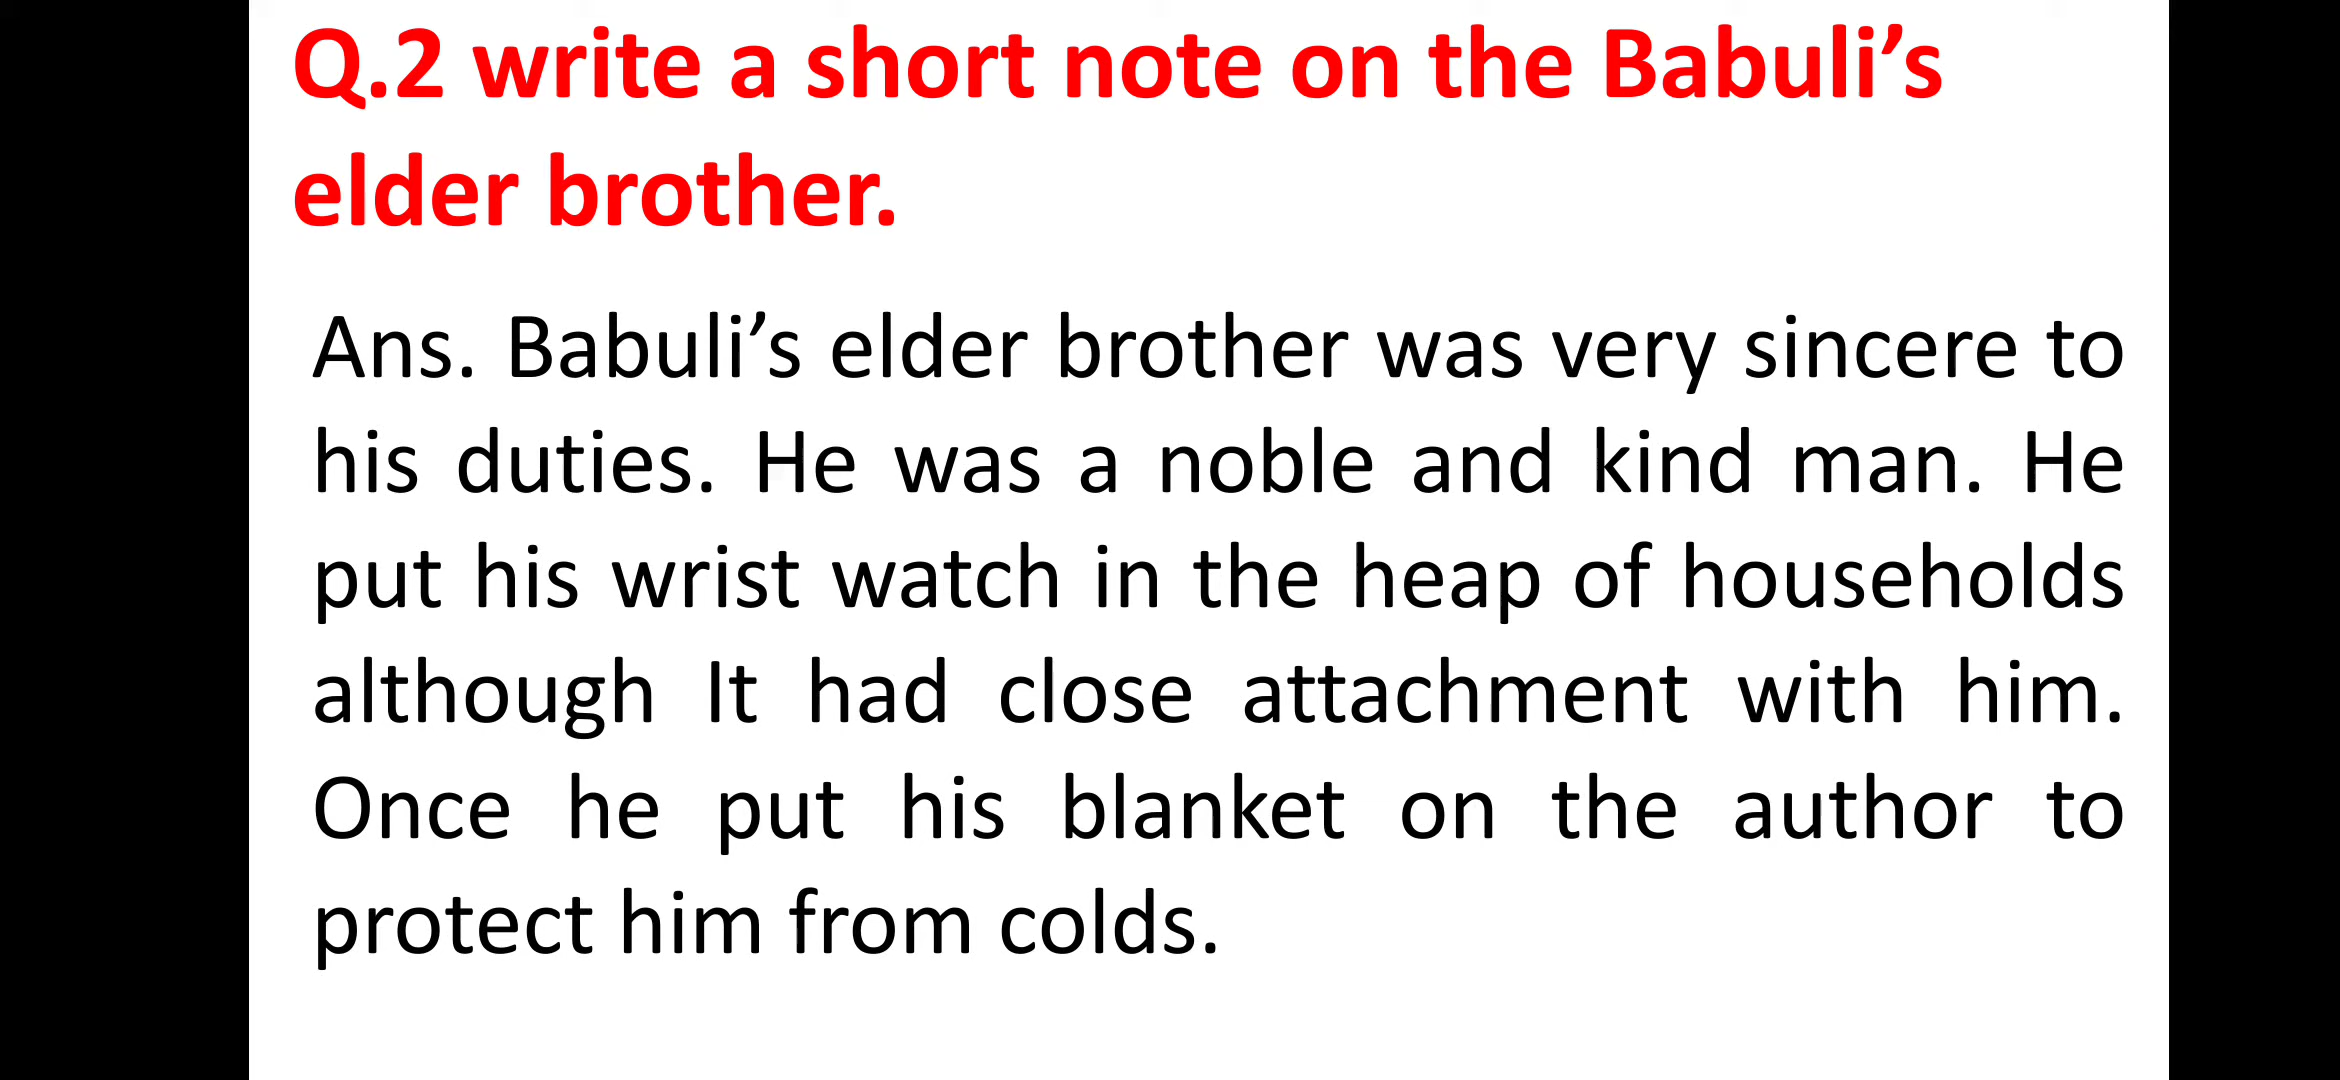 Q.2 write a short note on the Babuli’s
elder brother.
Ans. Babuli’s elder brother was very sincere to
his duties. He was a noble and kind man. He
put his wrist watch in the heap of households
although It had close attachment with him.
Once he put his blanket on the author to
protect him from colds.